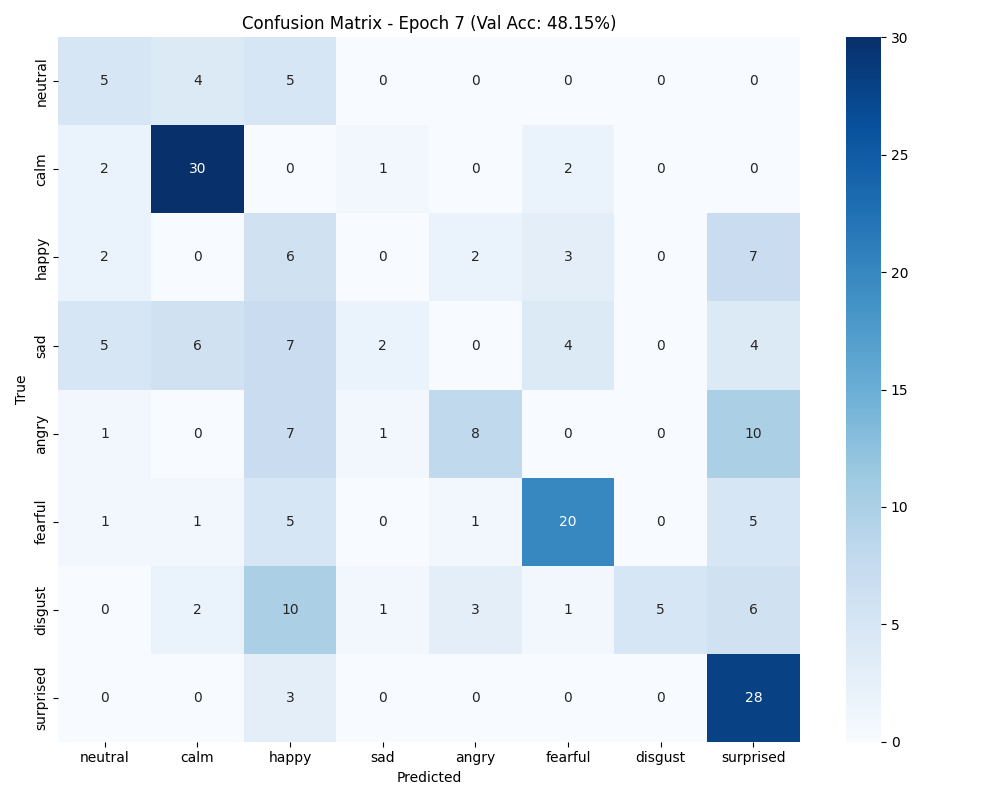 Confusion Matrix - Epoch 7 (Val Acc: 48.15%)
True
neutral 5 4 5 0 0 0 0 0
calm 2 30 0 1 0 2 0 0
happy 2 0 6 0 2 3 0 7
sad 5 6 7 2 0 4 0 4
angry 1 0 7 1 8 0 0 10
fearful 1 1 5 0 1 20 0 5
disgust 0 2 10 1 3 1 5 6
surprised 0 0 3 0 0 0 0 28
neutral calm happy sad angry fearful disgust surprised
Predicted
30
25
20
15
10
5
0